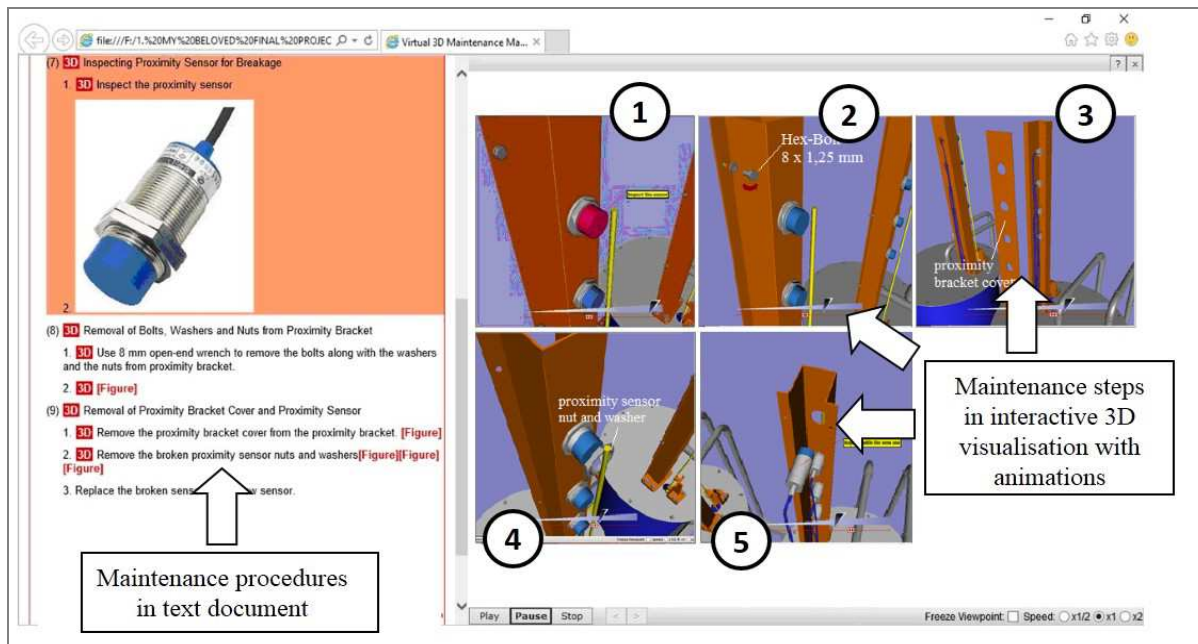 file:///F:/1.%20MY%20BELOVED%20FINAL%20PROJEC
Virtual 3D Maintenance Ma...
(7) 3D Inspecting Proximity Sensor for Breakage
1. 3D Inspect the proximity sensor
2.
(8) 3D Removal of Bolts, Washers and Nuts from Proximity Bracket
1. 3D Use 8 mm open-end wrench to remove the bolts along with the washers
and the nuts from proximity bracket.
2. 3D [Figure]
(9) 3D Removal of Proximity Bracket Cover and Proximity Sensor
1. 3D Remove the proximity bracket cover from the proximity bracket. [Figure]
2. 3D Remove the broken proximity sensor nuts and washers[Figure][Figure]
[Figure]
3. Replace the broken sens w sensor.
Maintenance procedures
in text document
1
Inspect the sensor
2
Hex-Bol
8 x 1,25 mm
3
proximity
bracket cover
4
proximity sensor
nut and washer
5
Maintenance steps
in interactive 3D
visualisation with
animations
Play Pause Stop < >
Freeze Viewpoint: Speed: x1/2 x1 x2